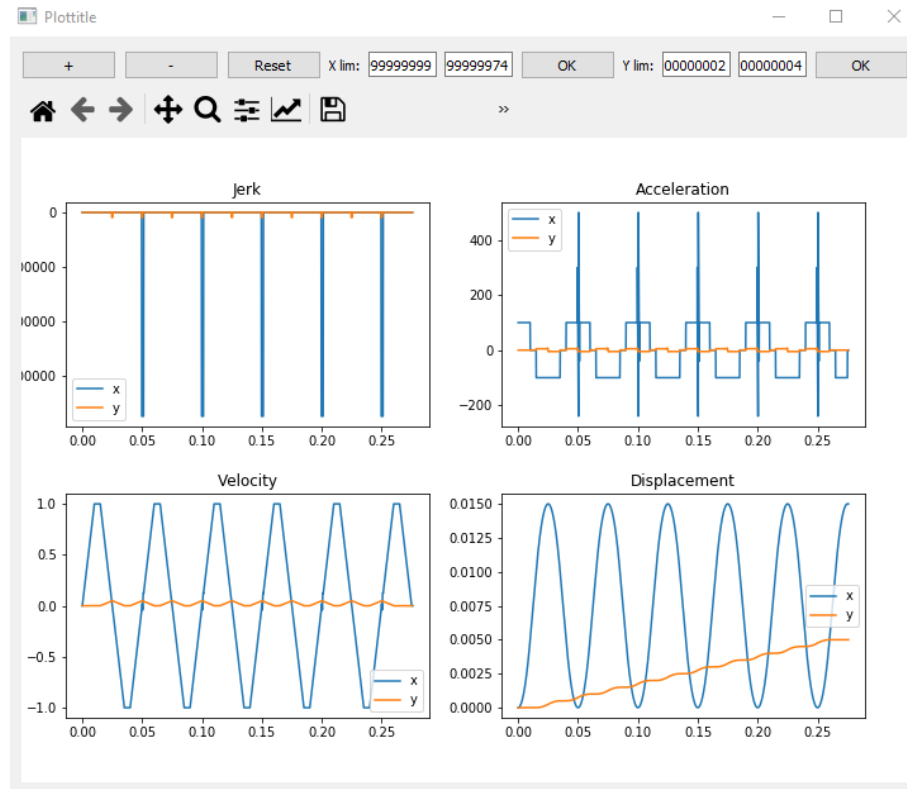 Plottitle
+ - Reset X lim: 99999999 99999974 OK Y lim: 00000002 00000004 OK
»
Jerk
0
00000
00000
00000
x
y
0.00 0.05 0.10 0.15 0.20 0.25
Acceleration
x
y
400
200
0
−200
0.00 0.05 0.10 0.15 0.20 0.25
Velocity
1.0
0.5
0.0
−0.5
−1.0
x
y
0.00 0.05 0.10 0.15 0.20 0.25
Displacement
0.0150
0.0125
0.0100
0.0075
0.0050
0.0025
0.0000
x
y
0.00 0.05 0.10 0.15 0.20 0.25